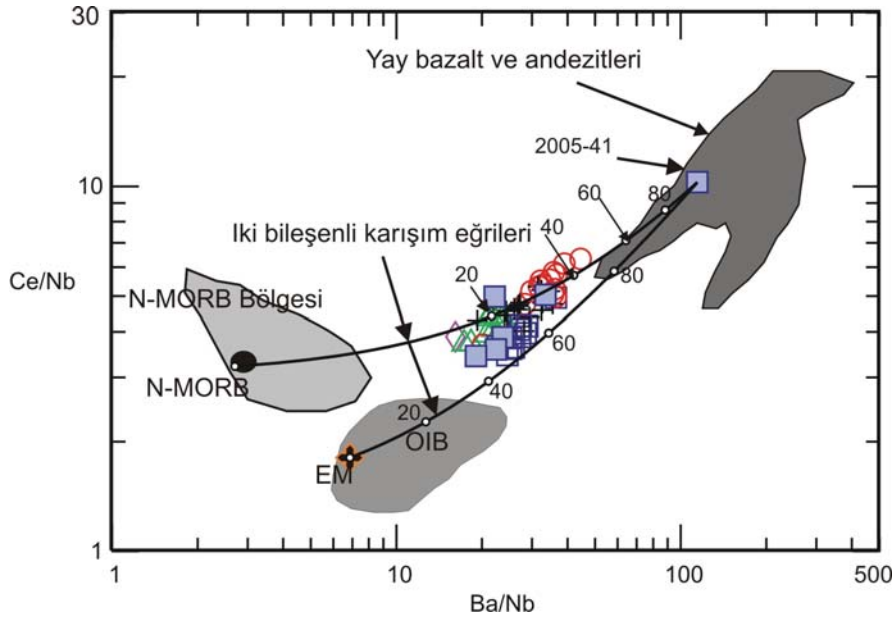 30
Yay bazalt ve andezitleri
2005-41
10
60
80
40
Iki bileşenli karışım eğrileri
20
80
Ce/Nb
N-MORB Bölgesi
60
N-MORB
40
20
OIB
EM
1
1
10
100
500
Ba/Nb